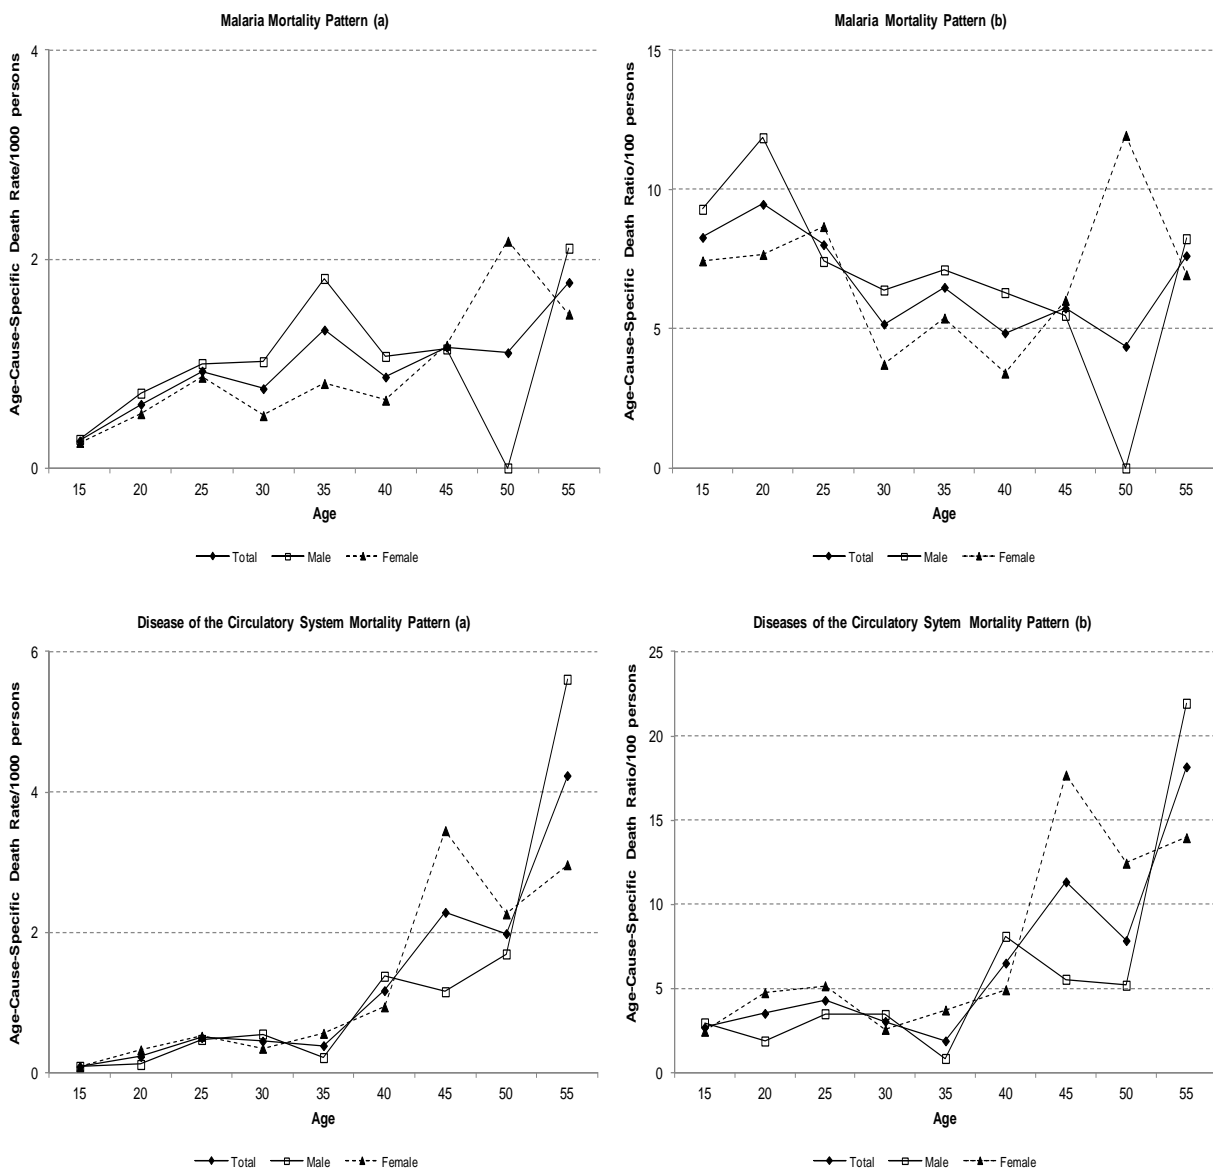 Malaria Mortality Pattern (a)
Age-Cause-Specific Death Rate/1000 persons
4
2
0
15 20 25 30 35 40 45 50 55
Age
Total Male Female
Malaria Mortality Pattern (b)
Age-Cause-Specific Death Ratio/100 persons
15
10
5
0
15 20 25 30 35 40 45 50 55
Age
Total Male Female
Disease of the Circulatory System Mortality Pattern (a)
Age-Cause-Specific Death Rate/1000 persons
6
4
2
0
15 20 25 30 35 40 45 50 55
Age
Total Male Female
Diseases of the Circulatory Sytem Mortality Pattern (b)
Age-Cause-Specific Death Ratio/100 persons
25
20
15
10
5
0
15 20 25 30 35 40 45 50 55
Age
Total Male Female